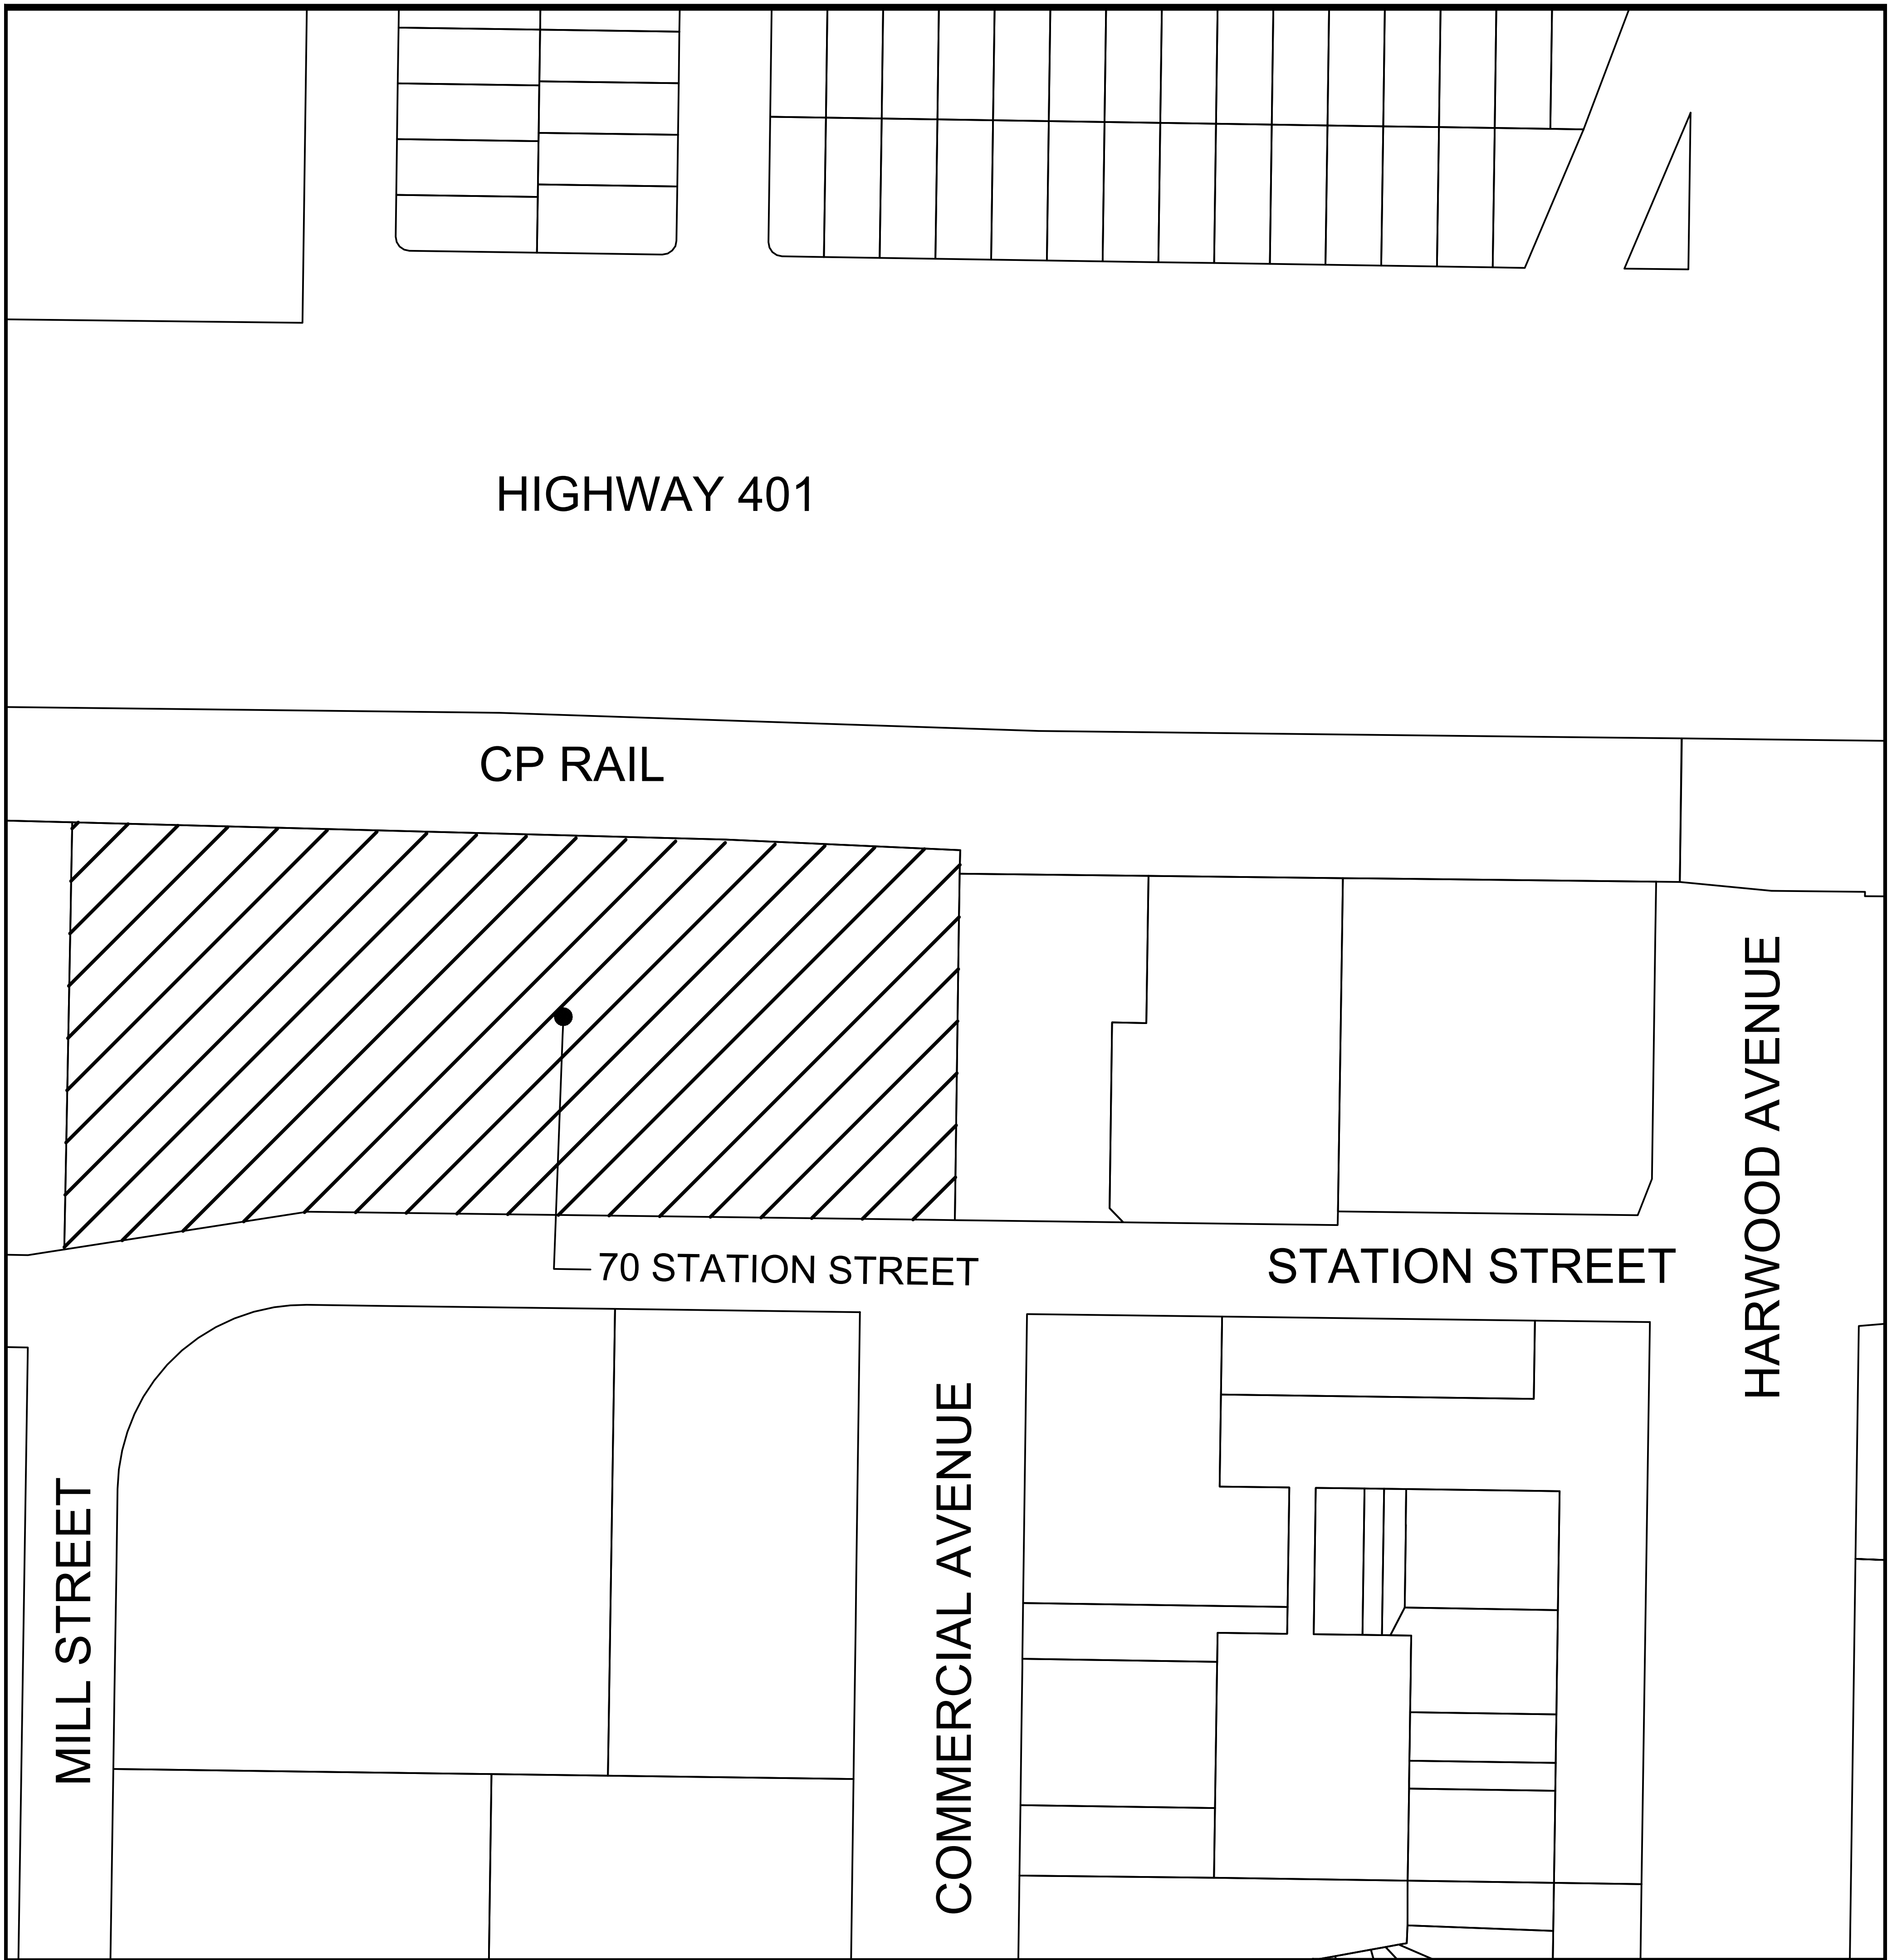 HIGHWAY 401
CP RAIL
HARWOOD AVENUE
STATION STREET
70 STATION STREET
COMMERCIAL AVENUE
MILL STREET